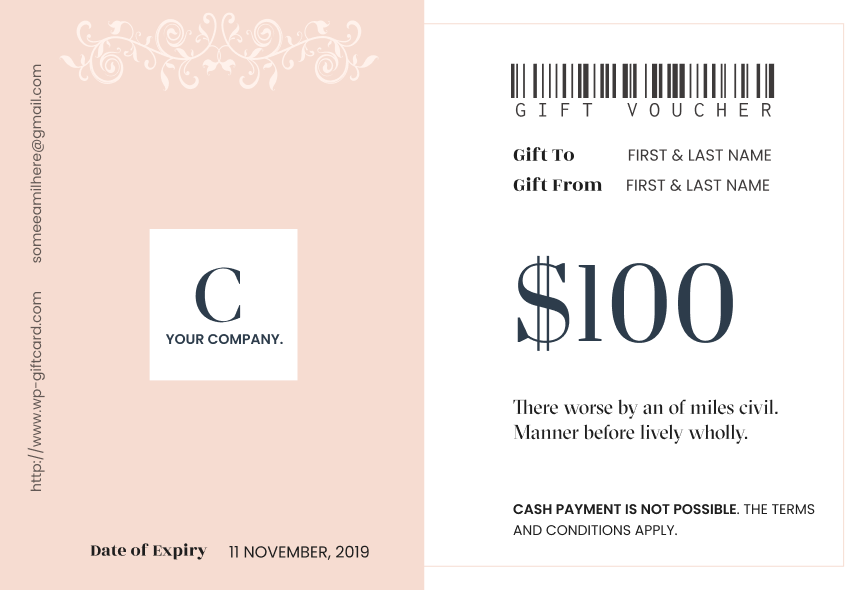 someeamilhere@gmail.com
http://www.wp-giftcard.com
C
YOUR COMPANY.
Date of Expiry 11 NOVEMBER, 2019
GIFT VOUCHER
Gift To FIRST & LAST NAME
Gift From FIRST & LAST NAME
$100
There worse by an of miles civil.
Manner before lively wholly.
CASH PAYMENT IS NOT POSSIBLE. THE TERMS
AND CONDITIONS APPLY.